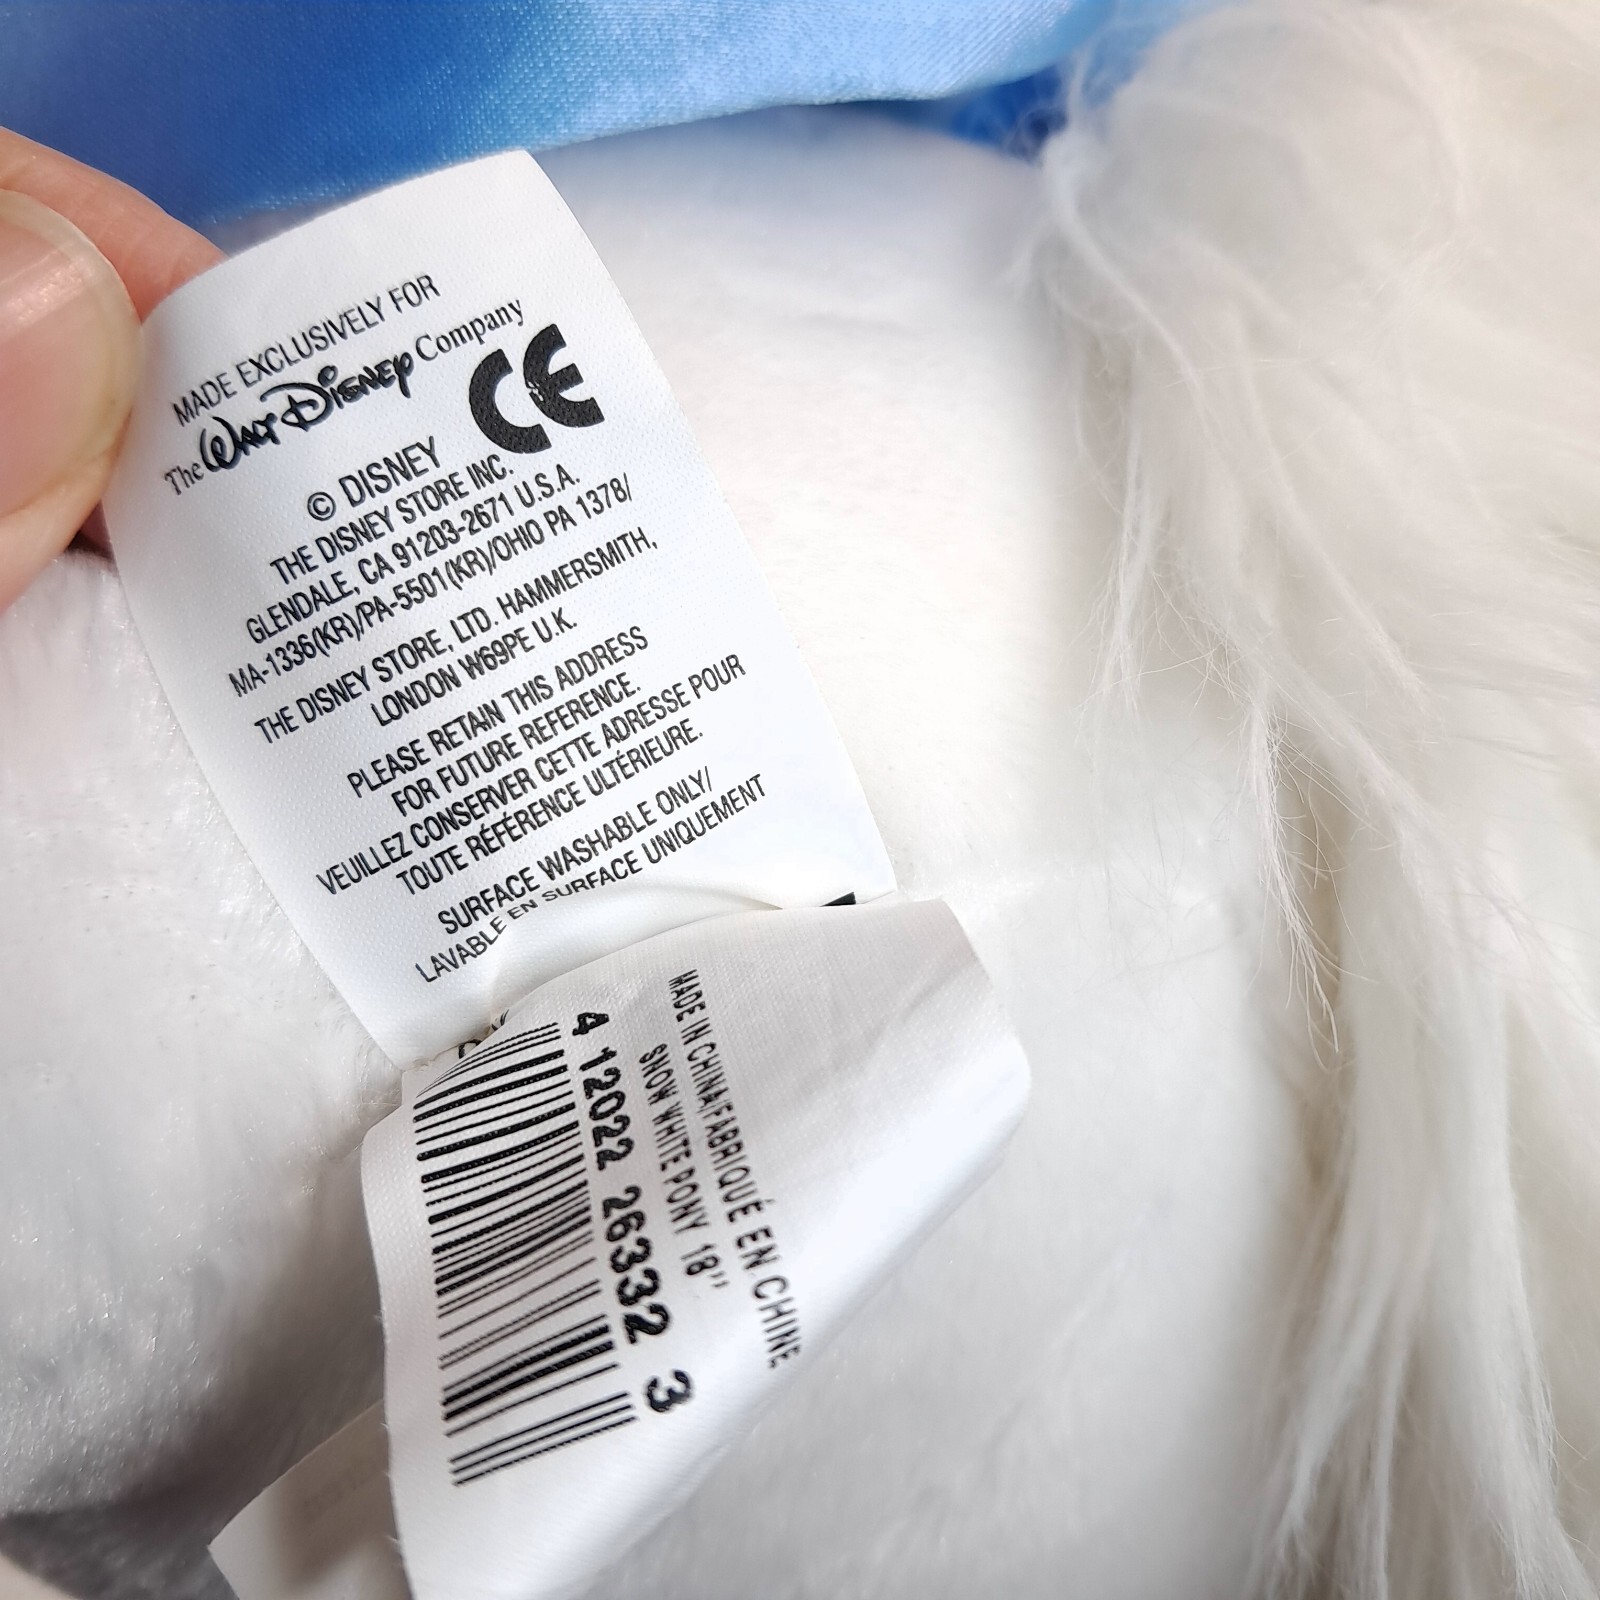 MADE EXCLUSIVELY FOR
The WALT DISNEY Company
CE
© DISNEY
THE DISNEY STORE INC.
GLENDALE, CA 91203-2671 U.S.A.
MA-1336(KR)/PA-5501(KR)/OHIO PA 1378/
THE DISNEY STORE, LTD. HAMMERSMITH,
LONDON W69PE U.K.
PLEASE RETAIN THIS ADDRESS
FOR FUTURE REFERENCE.
VEUILLEZ CONSERVER CETTE ADRESSE POUR
TOUTE RÉFÉRENCE ULTÉRIEURE.
SURFACE WASHABLE ONLY/
LAVABLE EN SURFACE UNIQUEMENT
MADE IN CHINA/FABRIQUÉ EN CHINE
SNOW WHITE PONY 18"
4 12022 26332 3